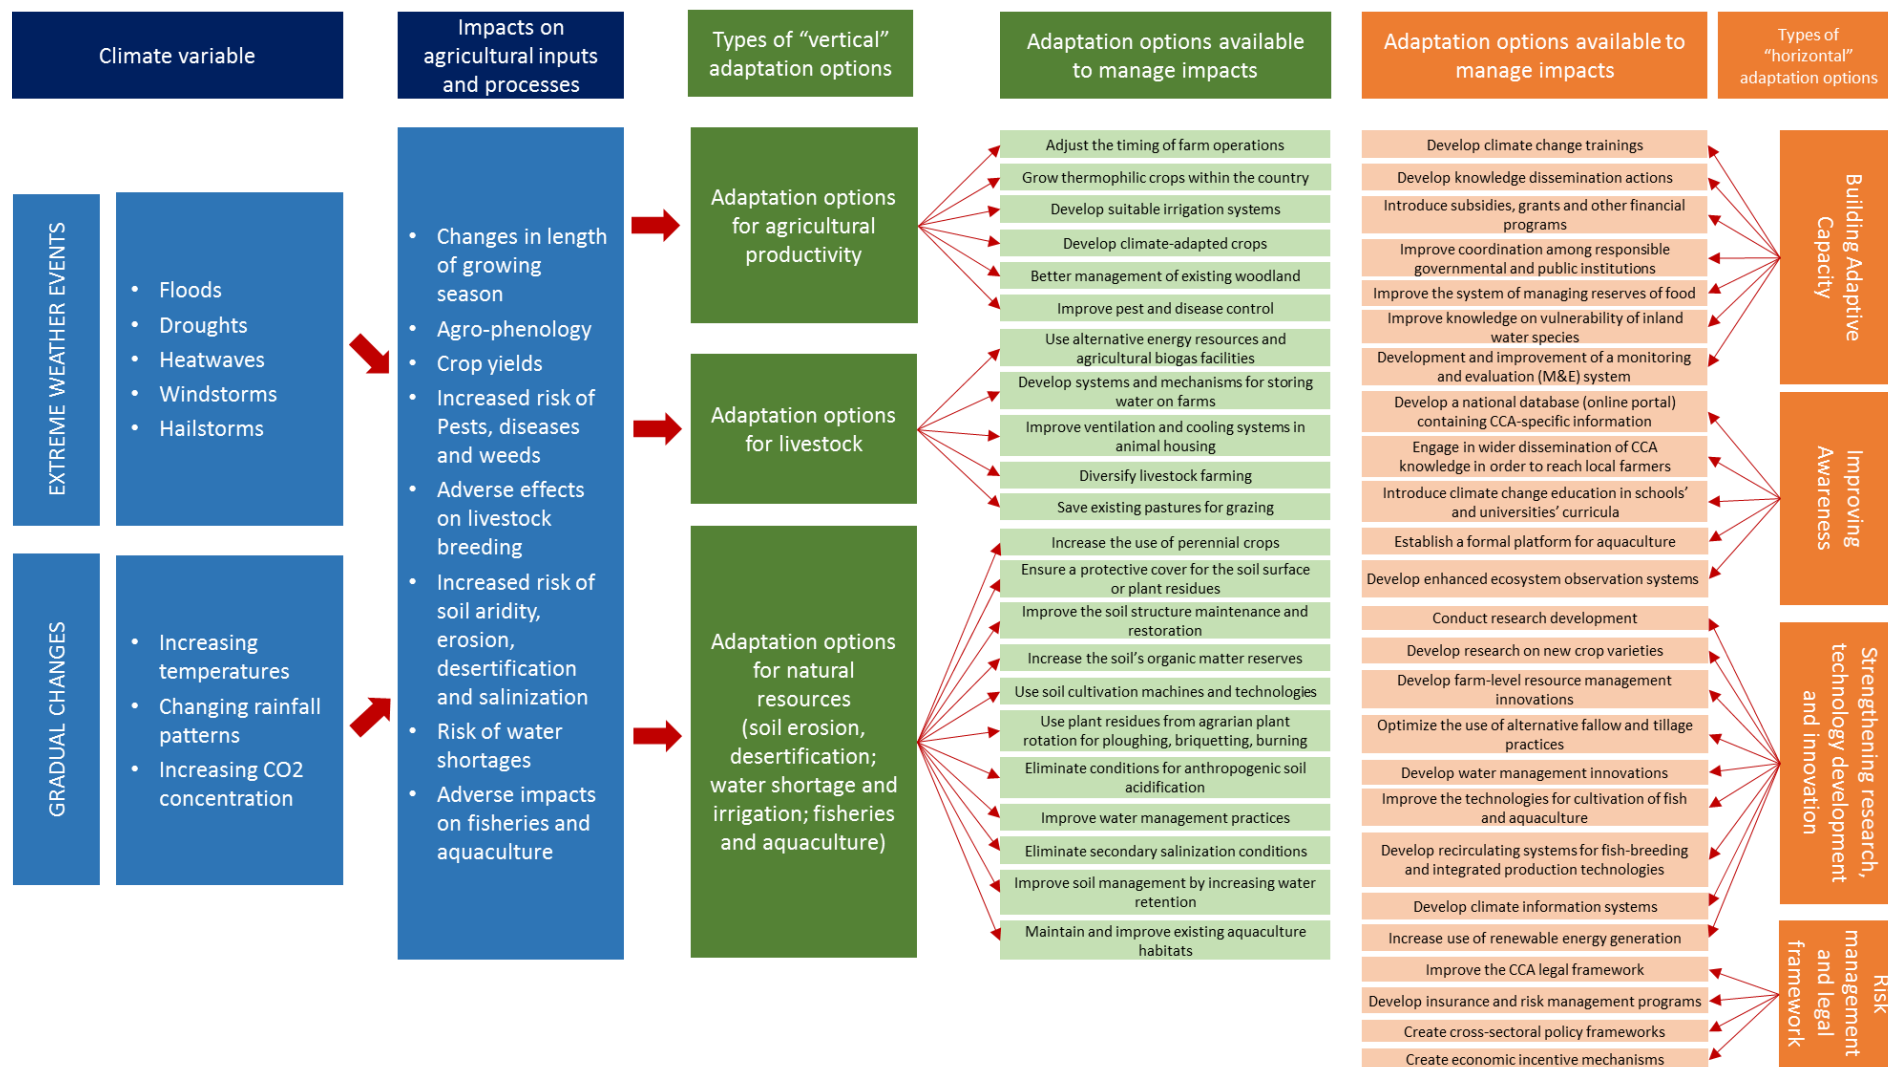 Climate variable
Impacts on
agricultural inputs
and processes
Types of “vertical”
adaptation options
Adaptation options available
to manage impacts
Adaptation options available to
manage impacts
Types of
“horizontal”
adaptation options
EXTREME WEATHER EVENTS
• Floods
• Droughts
• Heatwaves
• Windstorms
• Hailstorms
GRADUAL CHANGES
• Increasing
temperatures
• Changing rainfall
patterns
• Increasing CO2
concentration
• Changes in length
of growing
season
• Agro-phenology
• Crop yields
• Increased risk of
Pests, diseases
and weeds
• Adverse effects
on livestock
breeding
• Increased risk of
soil aridity,
erosion,
desertification
and salinization
• Risk of water
shortages
• Adverse impacts
on fisheries and
aquaculture
Adaptation options
for agricultural
productivity
Adaptation options
for livestock
Adaptation options
for natural
resources
(soil erosion,
desertification;
water shortage and
irrigation; fisheries
and aquaculture)
Adjust the timing of farm operations
Grow thermophilic crops within the country
Develop suitable irrigation systems
Develop climate-adapted crops
Better management of existing woodland
Improve pest and disease control
Use alternative energy resources and
agricultural biogas facilities
Develop systems and mechanisms for storing
water on farms
Improve ventilation and cooling systems in
animal housing
Diversify livestock farming
Save existing pastures for grazing
Increase the use of perennial crops
Ensure a protective cover for the soil surface
or plant residues
Improve the soil structure maintenance and
restoration
Increase the soil’s organic matter reserves
Use soil cultivation machines and technologies
Use plant residues from agrarian plant
rotation for ploughing, briquetting, burning
Eliminate conditions for anthropogenic soil
acidification
Improve water management practices
Eliminate secondary salinization conditions
Improve soil management by increasing water
retention
Maintain and improve existing aquaculture
habitats
Develop climate change trainings
Develop knowledge dissemination actions
Introduce subsidies, grants and other financial
programs
Improve coordination among responsible
governmental and public institutions
Improve the system of managing reserves of food
Improve knowledge on vulnerability of inland
water species
Development and improvement of a monitoring
and evaluation (M&E) system
Develop a national database (online portal)
containing CCA-specific information
Engage in wider dissemination of CCA
knowledge in order to reach local farmers
Introduce climate change education in schools’
and universities’ curricula
Establish a formal platform for aquaculture
Develop enhanced ecosystem observation systems
Conduct research development
Develop research on new crop varieties
Develop farm-level resource management
innovations
Optimize the use of alternative fallow and tillage
practices
Develop water management innovations
Improve the technologies for cultivation of fish
and aquaculture
Develop recirculating systems for fish-breeding
and integrated production technologies
Develop climate information systems
Increase use of renewable energy generation
Improve the CCA legal framework
Develop insurance and risk management programs
Create cross-sectoral policy frameworks
Create economic incentive mechanisms
Building Adaptive
Capacity
Improving
Awareness
Strengthening research,
technology development
and innovation
Risk
management
and legal
framework